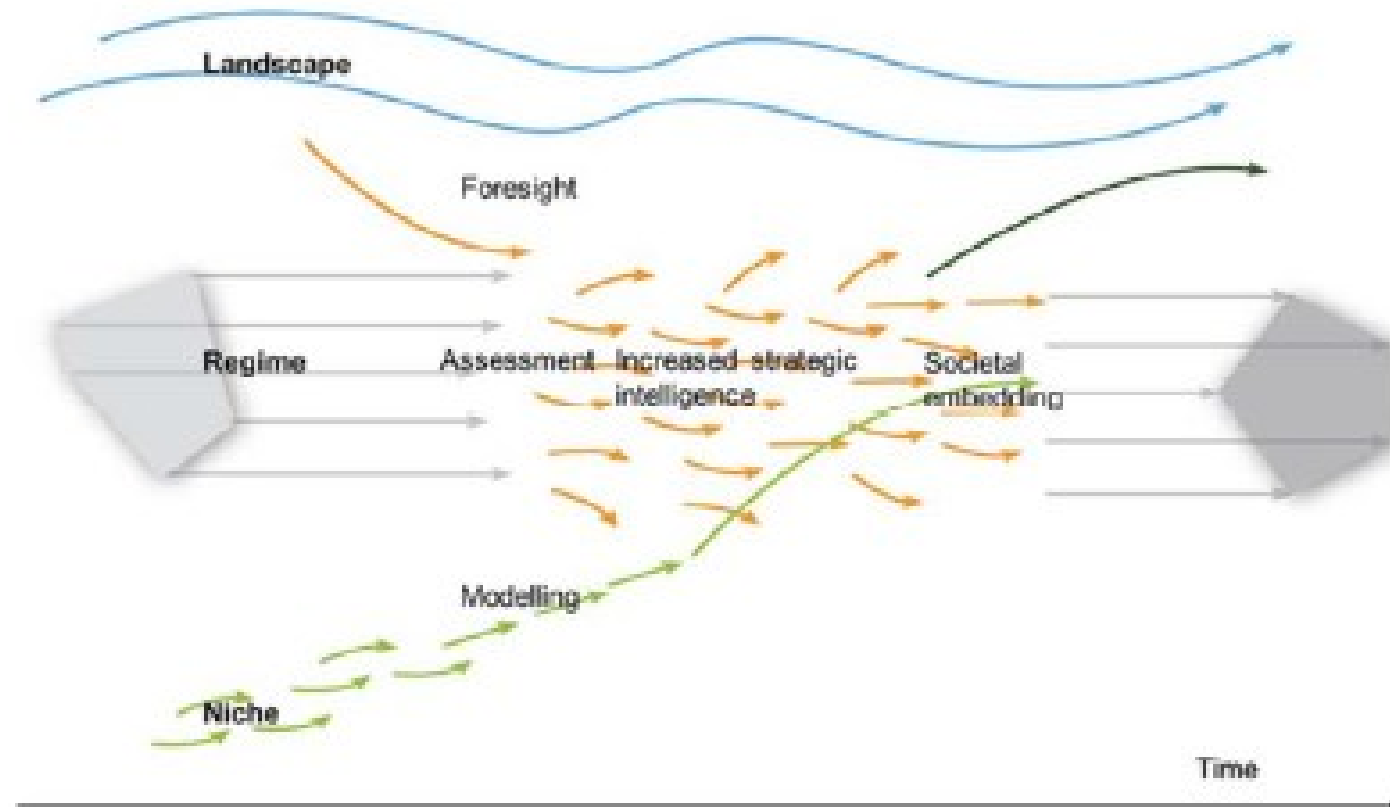 Landscape
Foresight
Regime
Assessment
Increased strategic
intelligence
Societal
embedding
Modelling
Niche
Time